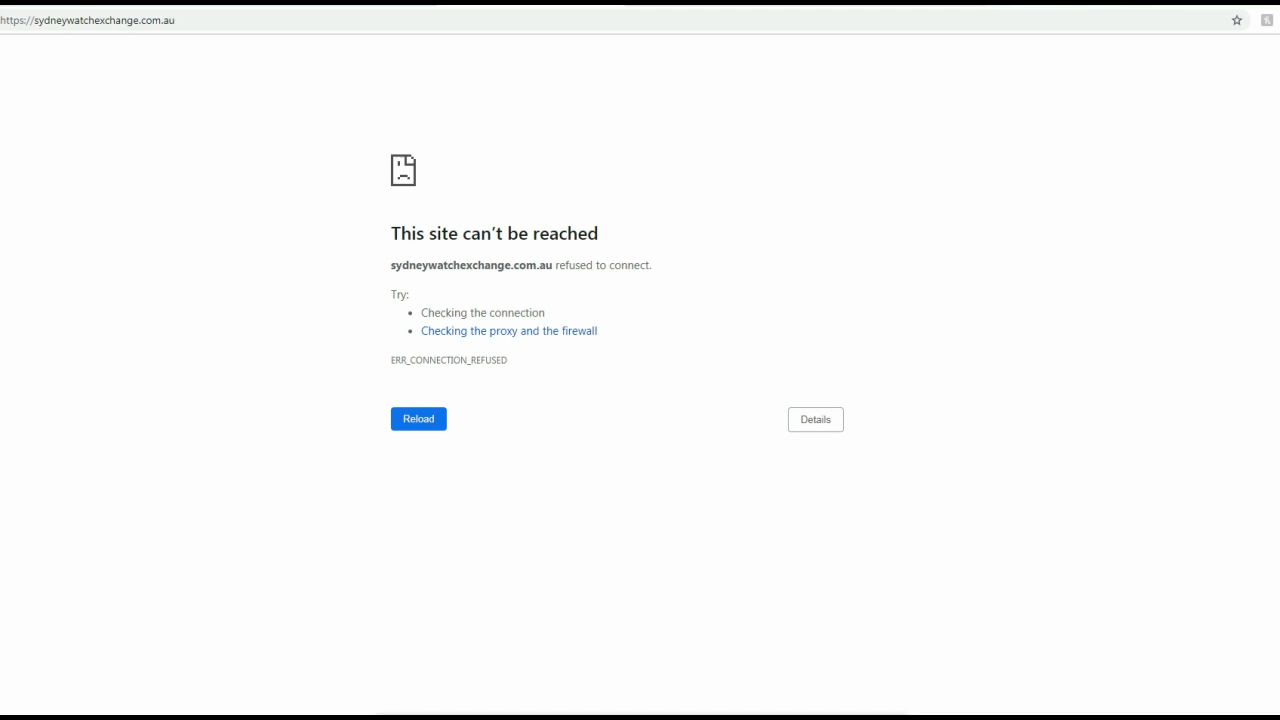 https://sydneywatchexchange.com.au
This site can't be reached
sydneywatchexchange.com.au refused to connect.
Try:
• Checking the connection
• Checking the proxy and the firewall
ERR_CONNECTION_REFUSED
Reload
Details